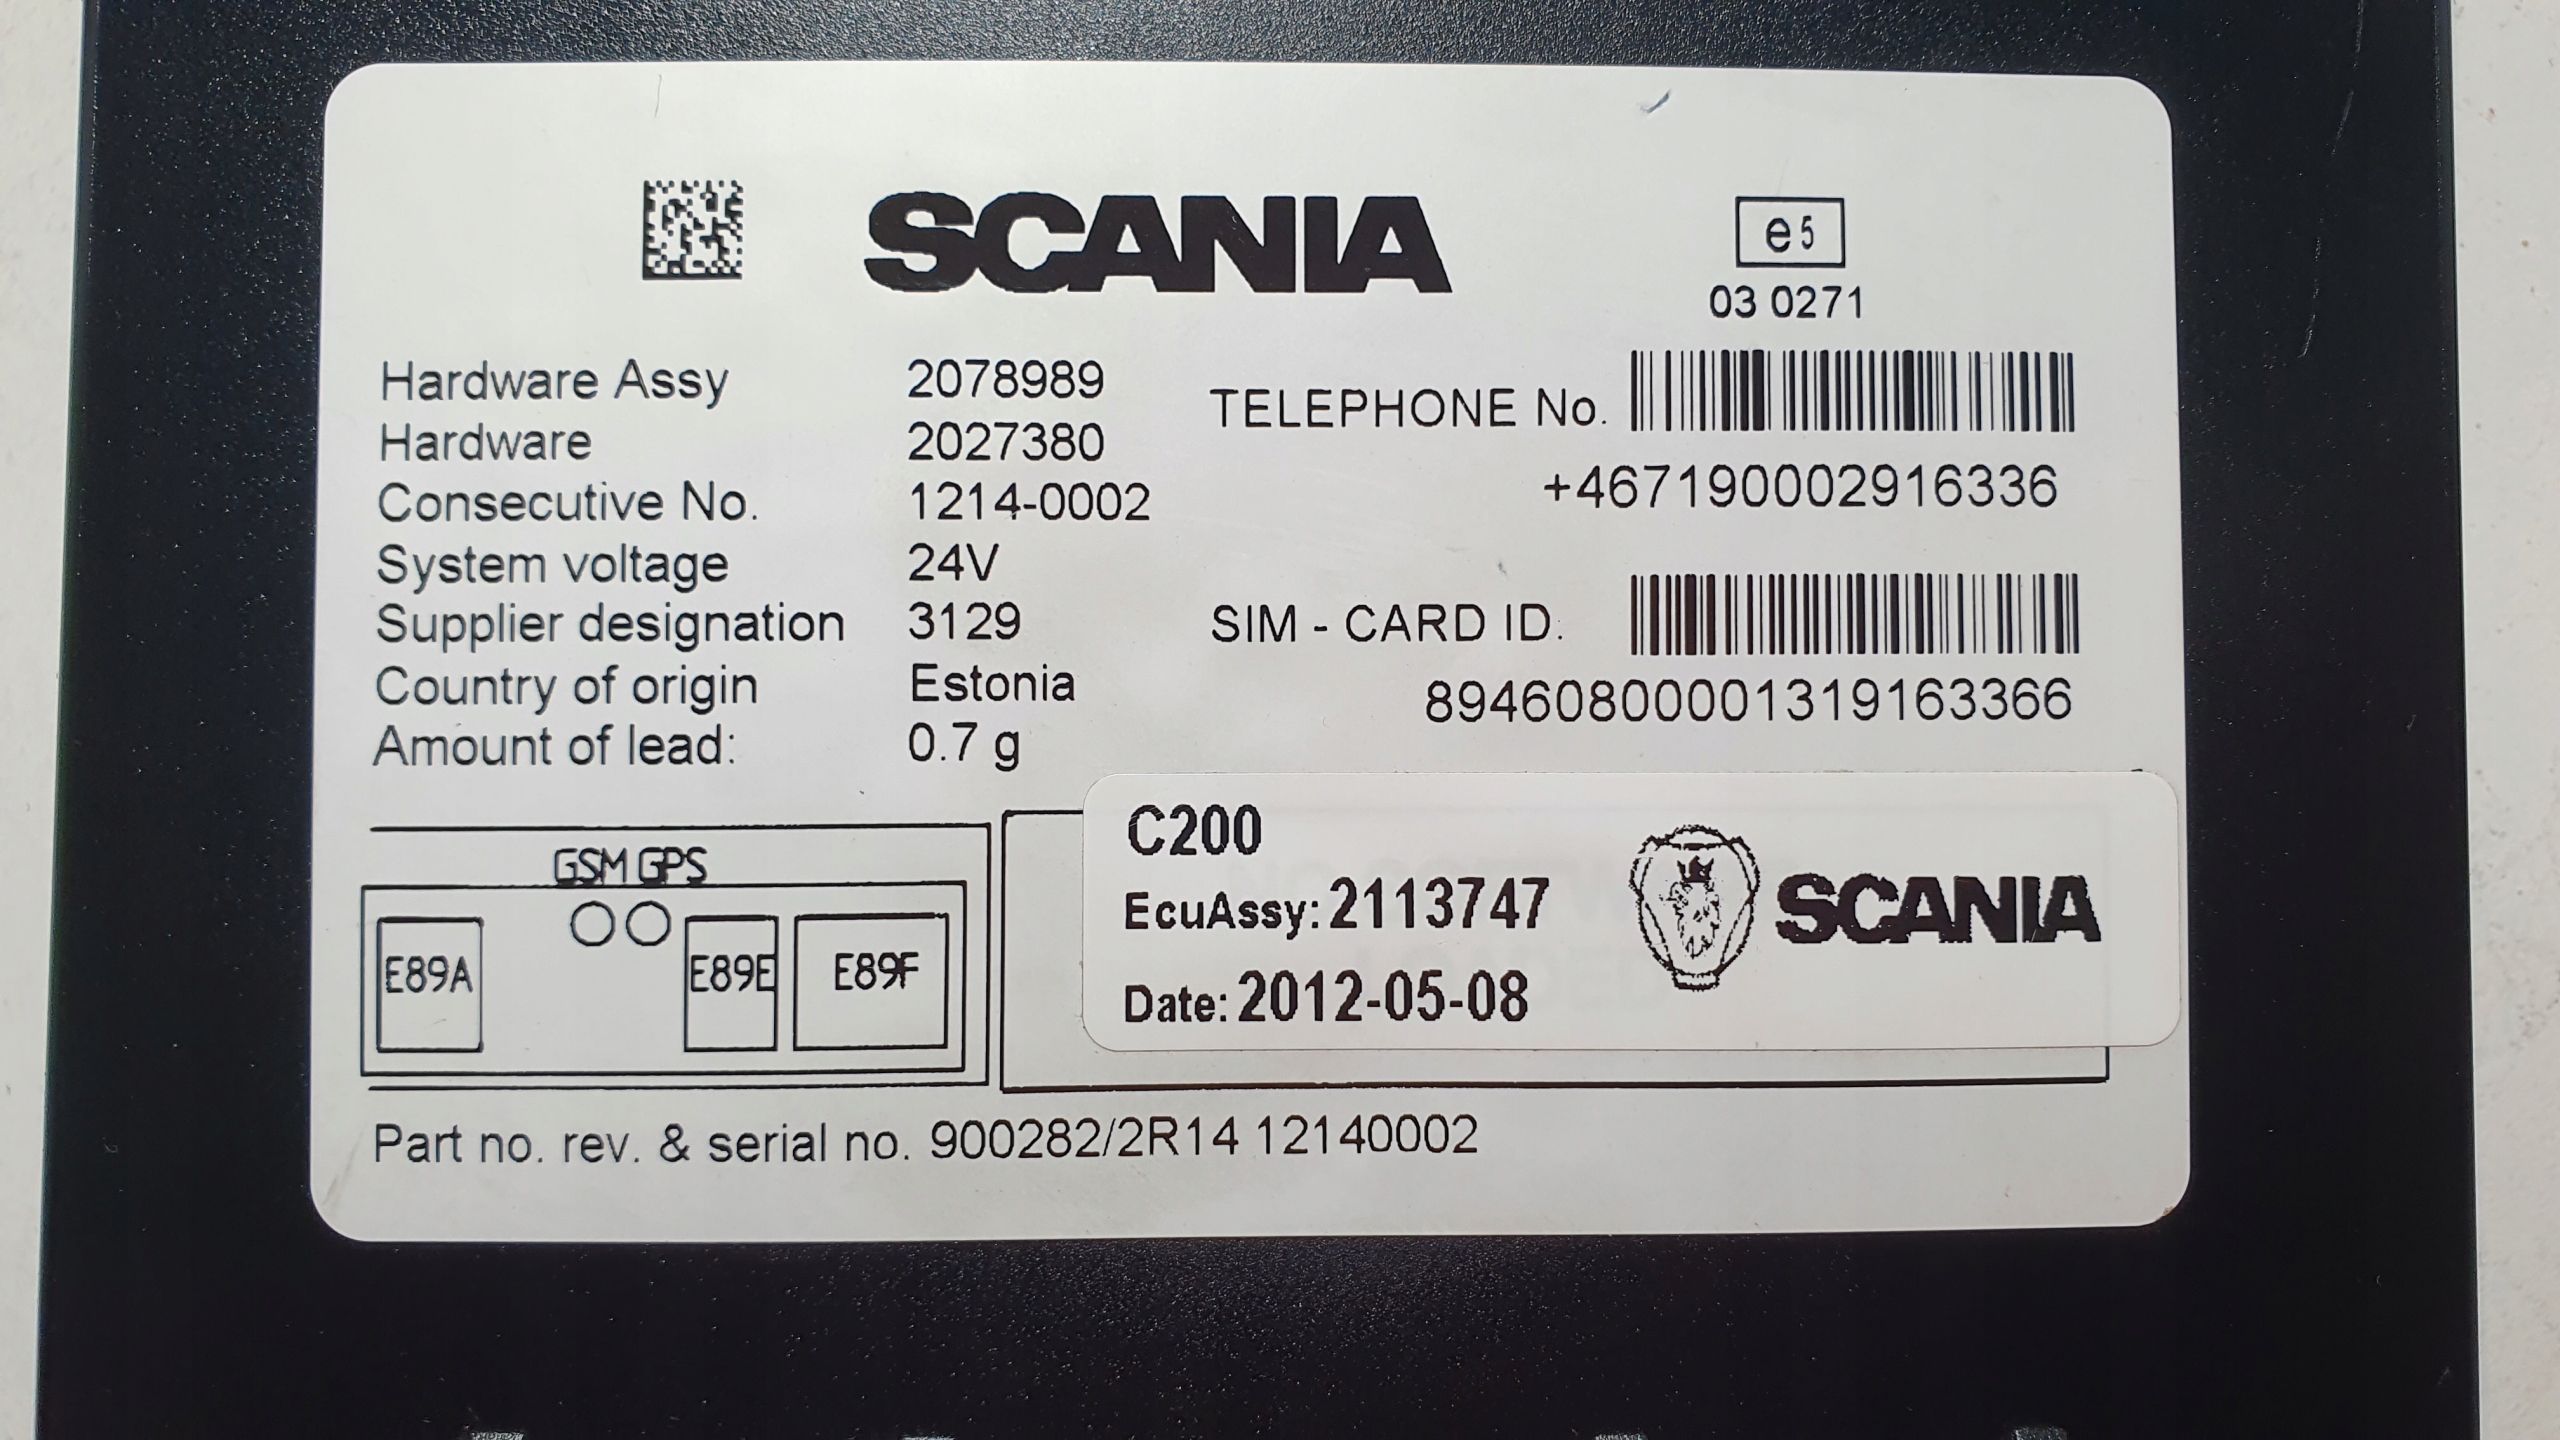 SCANIA
e5
03 0271
Hardware Assy 2078989
Hardware 2027380
Consecutive No. 1214-0002
System voltage 24V
Supplier designation 3129
Country of origin Estonia
Amount of lead: 0.7 g
TELEPHONE No.
+467190002916336
SIM - CARD ID.
89460800001319163366
GSM GPS
E89A E89E E89F
C200
EcuAssy: 2113747
Date: 2012-05-08
SCANIA
Part no. rev. & serial no. 900282/2R14 12140002